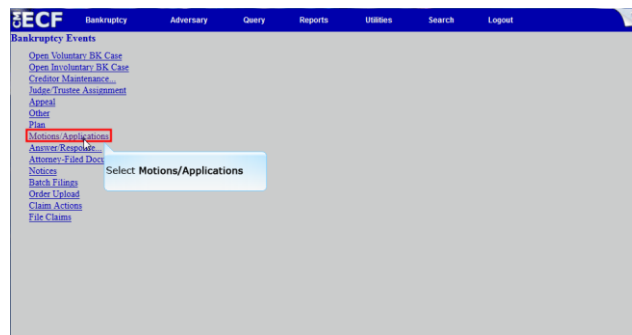 CM ECF Bankruptcy Adversary Query Reports Utilities Search Logout
Bankruptcy Events
Open Voluntary BK Case
Open Involuntary BK Case
Creditor Maintenance...
Judge/Trustee Assignment
Appeal
Other
Plan
Motions/Applications
Answer/Response...
Attorney-Filed
Select Motions/Applications
Notices
Batch Filings
Order Upload
Claim Actions
File Claims